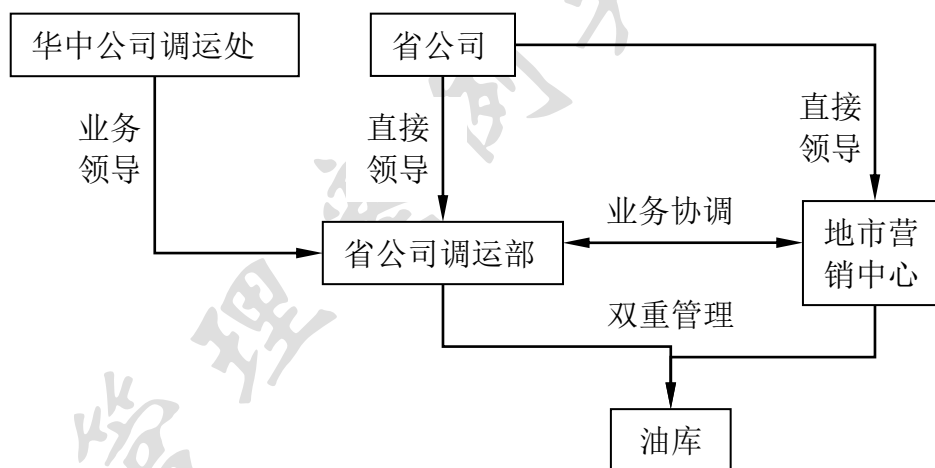 华中公司调运处
省公司
业务
领导
直接
领导
直接
领导
业务协调
省公司调运部
地市营
销中心
双重管理
油库
管理